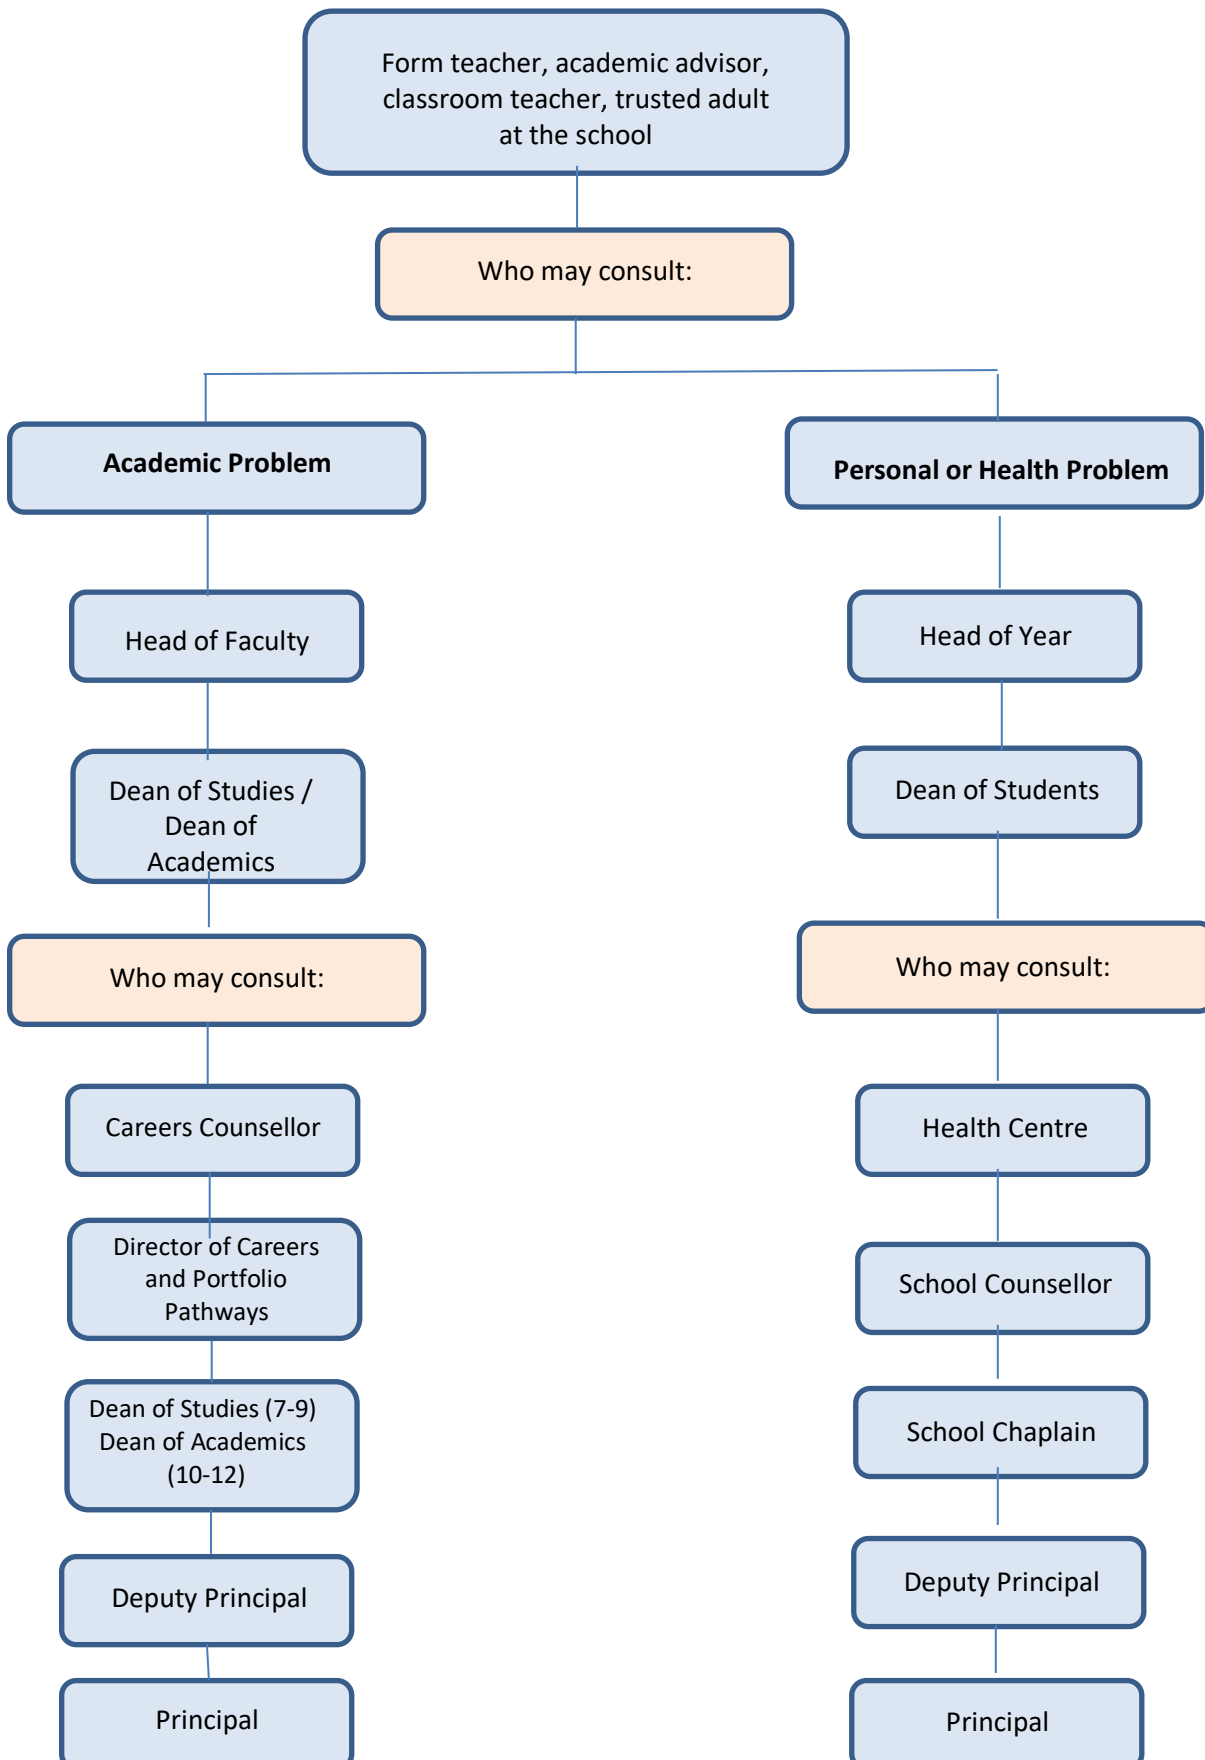 Form teacher, academic advisor,
classroom teacher, trusted adult
at the school
Who may consult:
Academic Problem
Head of Faculty
Dean of Studies /
Dean of
Academics
Who may consult:
Careers Counsellor
Director of Careers
and Portfolio
Pathways
Dean of Studies (7-9)
Dean of Academics
(10-12)
Deputy Principal
Principal
Personal or Health Problem
Head of Year
Dean of Students
Who may consult:
Health Centre
School Counsellor
School Chaplain
Deputy Principal
Principal